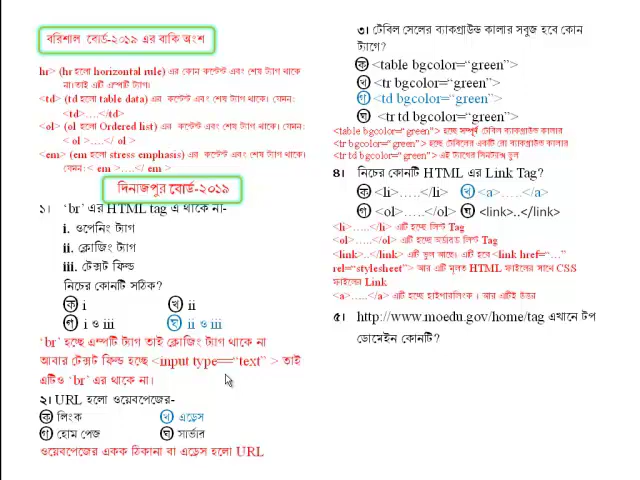 বরিশাল বোর্ড-২০১৯ এর বাকি অংশ
hr> (hr হলো horizontal rule) এর কোন কন্টেন্ট এবং শেষ ট্যাগ থাকে
না।তাই এটি এম্পটি ট্যাগ।
<td> (td হলো table data) এর কন্টেন্ট এবং শেষ ট্যাগ থাকে। যেমন:
<td>….</td>
<ol> (ol হলো Ordered list) এর কন্টেন্ট এবং শেষ ট্যাগ থাকে। যেমন:
< ol >…./ ol >
<em> (em হলো stress emphasis) এর কন্টেন্ট এবং শেষ ট্যাগ থাকে।
যেমন: < em >….</ em >
দিনাজপুর বোর্ড-২০১৯
১। ‘br’ এর HTML tag এ থাকে না-
i. ওপেনিং ট্যাগ
ii. ক্লোজিং ট্যাগ
iii. টেক্সট ফিল্ড
নিচের কোনটি সঠিক?
ক i খ ii
গ i ও iii ঘ ii ও iii
‘br’ হচ্ছে এম্পটি ট্যাগ তাই ক্লোজিং ট্যাগ থাকে না
আবার টেক্সট ফিল্ড হচ্ছে <input type==“text” > তাই
এটিও ‘br’ এর থাকে না।
২। URL হলো ওয়েবপেজের-
ক লিংক খ এড্রেস
গ হোম পেজ ঘ সার্ভার
ওয়েবপেজের একক ঠিকানা বা এড্রেস হলো URL
৩। টেবিল সেলের ব্যাকগ্রাউন্ড কালার সবুজ হবে কোন
ট্যাগে?
ক <table bgcolor=“green”>
খ <tr bgcolor=“green”>
গ <td bgcolor=“green”>
ঘ <tr td bgcolor=“green”>
<table bgcolor=“green”> হচ্ছে সম্পূর্ণ টেবিল ব্যাকগ্রাউন্ড কালার
<tr bgcolor=“green”> হচ্ছে টেবিলের একটি রো ব্যাকগ্রাউন্ড কালার
<tr td bgcolor=“green”> এই ট্যাগের সিনট্যাক্স ভুল
৪। নিচের কোনটি HTML এর Link Tag?
ক <li>…..</li> খ <a>…..</a>
গ <ol>…..</ol> ঘ <link>..</link>
<li>…..</li> এটি হচ্ছে লিস্ট Tag
<ol>…..</ol> এটি হচ্ছে অর্ডারড লিস্ট Tag
<link>..</link> এটি ভুল আছে। এটি হবে <link href=“…”
rel=“stylesheet”> আর এটি মূলত HTML ফাইলের সাথে CSS
ফাইলের Link
<a>…..</a> এটি হচ্ছে হাইপারলিংক । আর এটিই উত্তর
৫। http://www.moedu.gov/home/tag এখানে টপ
ডোমেইন কোনটি?